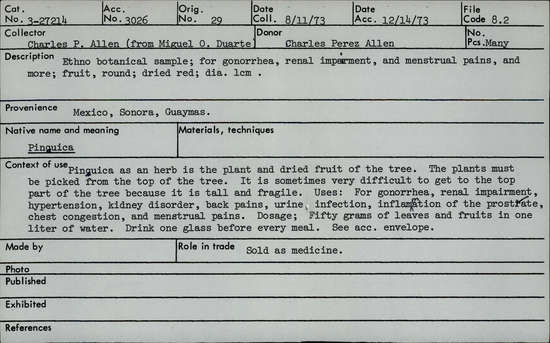 Cat. No. 3-27214 Acc. No. 3026 Orig. No. 29 Date Coll. 8/11/73 Date Acc. 12/14/73 File Code 8.2
Collector Donor No. Pcs. Many
Charles P. Allen (from Miguel O. Duarte) Charles Perez Allen
Description Ethno botanical sample; for gonorrhea, renal impairment, and menstrual pains, and
more; fruit, round; dried red; dia. 1cm .
Provenience Mexico, Sonora, Guaymas.
Native name and meaning Materials, techniques
Pinguica
Context of use Pinguica as an herb is the plant and dried fruit of the tree. The plants must
be picked from the top of the tree. It is sometimes very difficult to get to the top
part of the tree because it is tall and fragile. Uses: For gonorrhea, renal impairment,
hypertension, kidney disorder, back pains, urine infection, inflamation of the prostrate,
chest congestion, and menstrual pains. Dosage; Fifty grams of leaves and fruits in one
liter of water. Drink one glass before every meal. See acc. envelope.
Made by Role in trade Sold as medicine.
Photo
Published
Exhibited
References